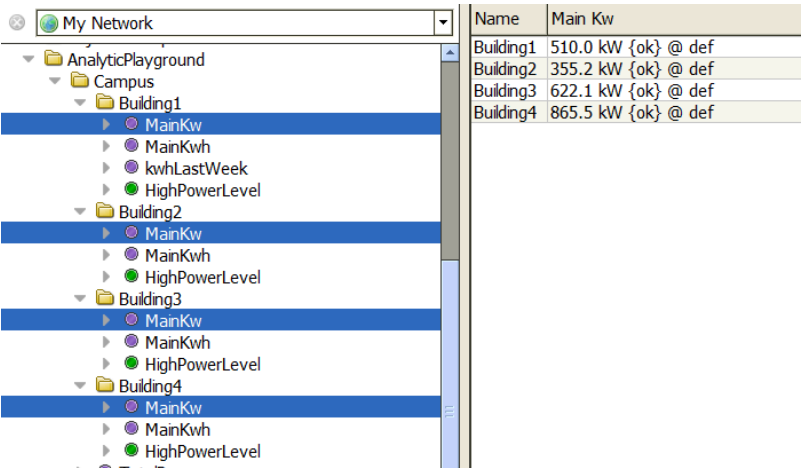 My Network
AnalyticPlayground
Campus
Building1
MainKw
MainKwh
kwhLastWeek
HighPowerLevel
Building2
MainKw
MainKwh
HighPowerLevel
Building3
MainKw
MainKwh
HighPowerLevel
Building4
MainKw
MainKwh
HighPowerLevel
Name Main Kw
Building1 510.0 kW {ok} @ def
Building2 355.2 kW {ok} @ def
Building3 622.1 kW {ok} @ def
Building4 865.5 kW {ok} @ def